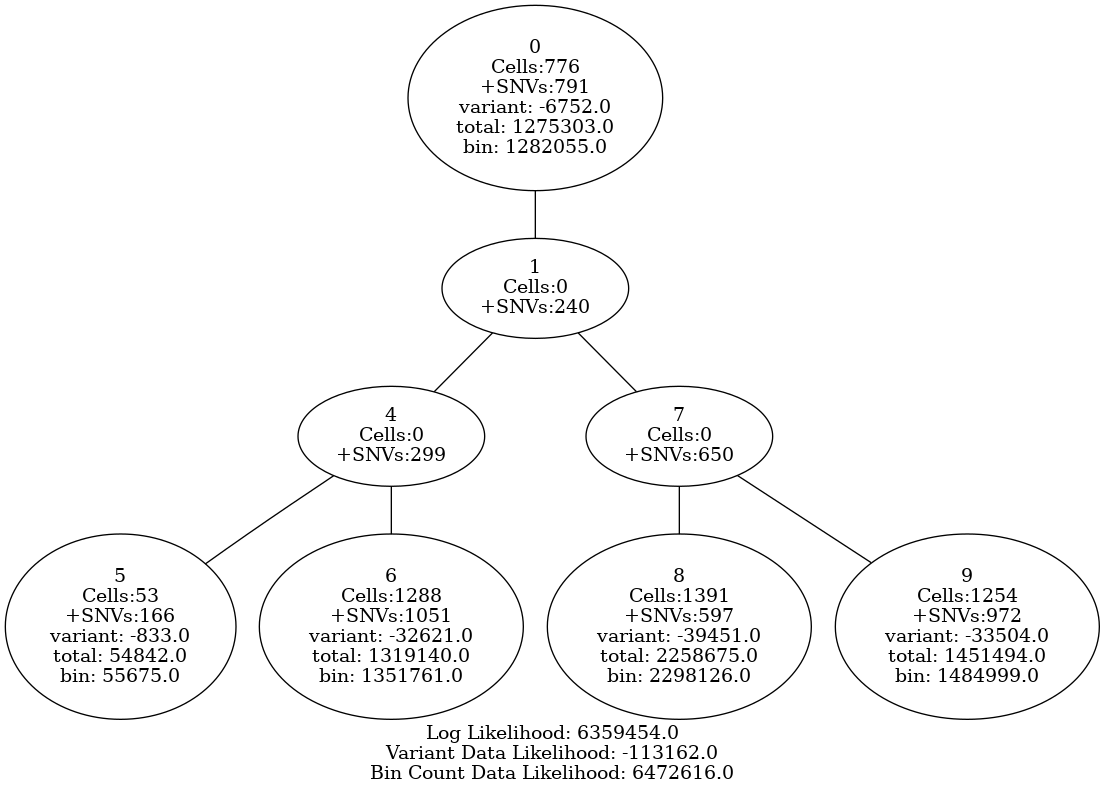 0
Cells:776
+SNVs:791
variant: -6752.0
total: 1275303.0
bin: 1282055.0
1
Cells:0
+SNVs:240
4
Cells:0
+SNVs:299
7
Cells:0
+SNVs:650
5
Cells:53
+SNVs:166
variant: -833.0
total: 54842.0
bin: 55675.0
6
Cells:1288
+SNVs:1051
variant: -32621.0
total: 1319140.0
bin: 1351761.0
8
Cells:1391
+SNVs:597
variant: -39451.0
total: 2258675.0
bin: 2298126.0
9
Cells:1254
+SNVs:972
variant: -33504.0
total: 1451494.0
bin: 1484999.0
Log Likelihood: 6359454.0
Variant Data Likelihood: -113162.0
Bin Count Data Likelihood: 6472616.0